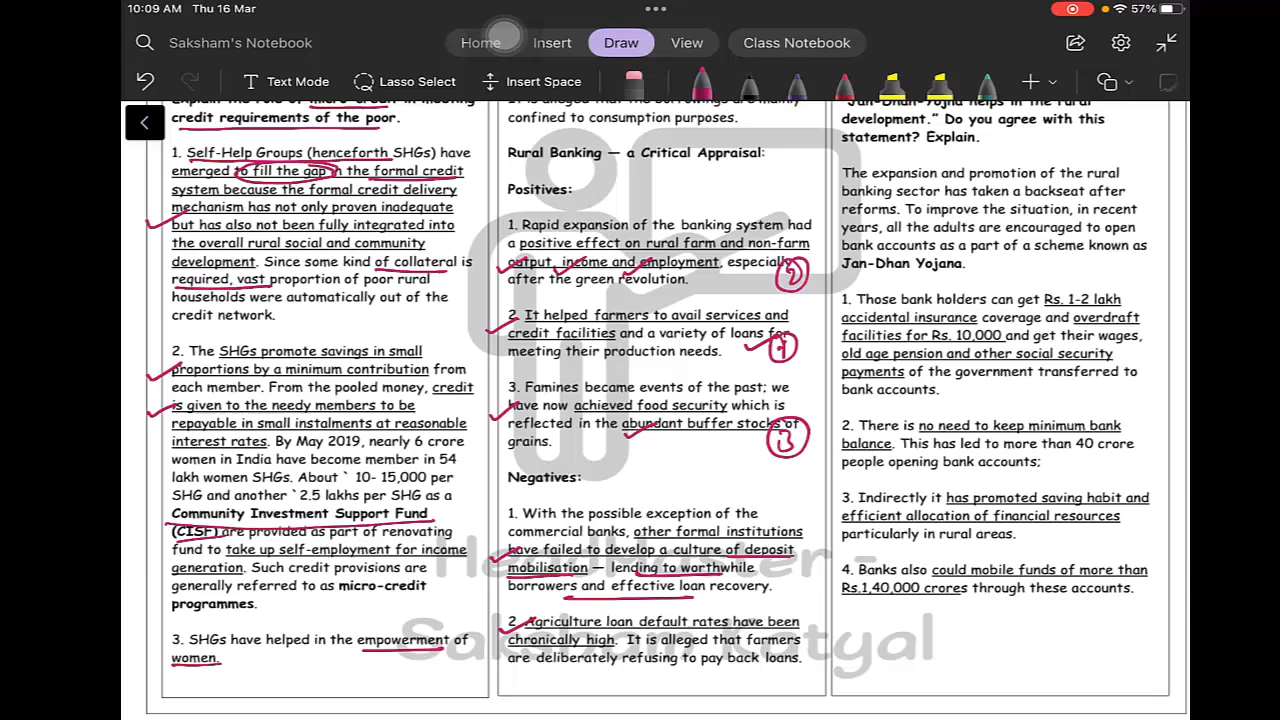 10:09 AM Thu 16 Mar
57%
Saksham's Notebook
Home
Insert
Draw
View
Class Notebook
Text Mode
Lasso Select
Insert Space
Explain the role of micro-credit in meeting
credit requirements of the poor.
1. Self-Help Groups (henceforth SHGs) have
emerged to fill the gap in the formal credit
system because the formal credit delivery
mechanism has not only proven inadequate
but has also not been fully integrated into
the overall rural social and community
development. Since some kind of collateral is
required, vast proportion of poor rural
households were automatically out of the
credit network.
2. The SHGs promote savings in small
proportions by a minimum contribution from
each member. From the pooled money, credit
is given to the needy members to be
repayable in small instalments at reasonable
interest rates. By May 2019, nearly 6 crore
women in India have become member in 54
lakh women SHGs. About ` 10- 15,000 per
SHG and another `2.5 lakhs per SHG as a
Community Investment Support Fund
(CISF) are provided as part of renovating
fund to take up self-employment for income
generation. Such credit provisions are
generally referred to as micro-credit
programmes.
3. SHGs have helped in the empowerment of
women.
It is alleged that the borrowings are mainly
confined to consumption purposes.
Rural Banking — a Critical Appraisal:
Positives:
1. Rapid expansion of the banking system had
a positive effect on rural farm and non-farm
output, income and employment, especially
after the green revolution.
2. It helped farmers to avail services and
credit facilities and a variety of loans for
meeting their production needs.
3. Famines became events of the past; we
have now achieved food security which is
reflected in the abundant buffer stocks of
grains.
Negatives:
1. With the possible exception of the
commercial banks, other formal institutions
have failed to develop a culture of deposit
mobilisation — lending to worthwhile
borrowers and effective loan recovery.
2. Agriculture loan default rates have been
chronically high. It is alleged that farmers
are deliberately refusing to pay back loans.
"Jan-Dhan-Yojna helps in the rural
development." Do you agree with this
statement? Explain.
The expansion and promotion of the rural
banking sector has taken a backseat after
reforms. To improve the situation, in recent
years, all the adults are encouraged to open
bank accounts as a part of a scheme known as
Jan-Dhan Yojana.
1. Those bank holders can get Rs. 1-2 lakh
accidental insurance coverage and overdraft
facilities for Rs. 10,000 and get their wages,
old age pension and other social security
payments of the government transferred to
bank accounts.
2. There is no need to keep minimum bank
balance. This has led to more than 40 crore
people opening bank accounts;
3. Indirectly it has promoted saving habit and
efficient allocation of financial resources
particularly in rural areas.
4. Banks also could mobile funds of more than
Rs.1,40,000 crores through these accounts.
HeadMaster -
Saksham Katyal